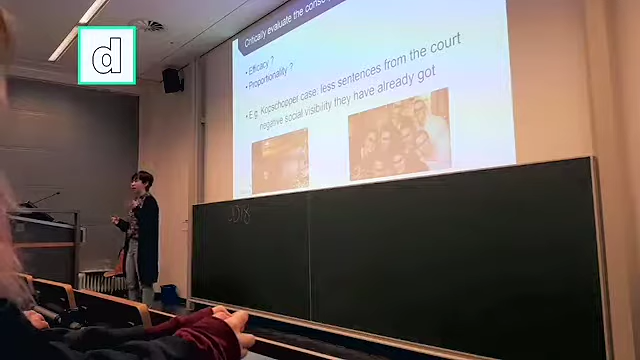 d
Critically evaluate the
• Efficacy ?
• Proportionality ?
• E.g. Kopschopper case: less sentences from the court
negative social visibility they have already got